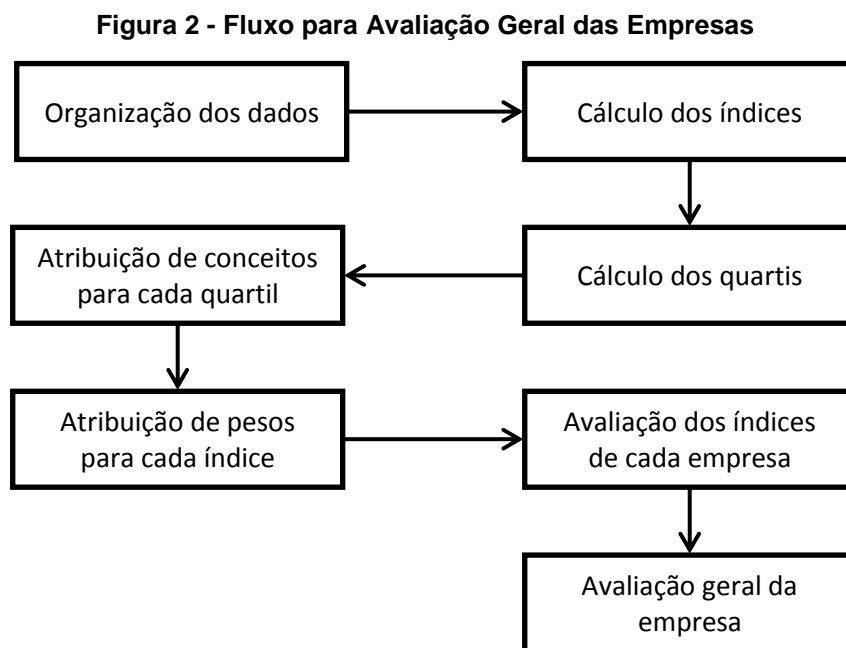 Figura 2 - Fluxo para Avaliação Geral das Empresas
Organização dos dados
Cálculo dos índices
Cálculo dos quartis
Atribuição de conceitos
para cada quartil
Atribuição de pesos
para cada índice
Avaliação dos índices
de cada empresa
Avaliação geral da
empresa